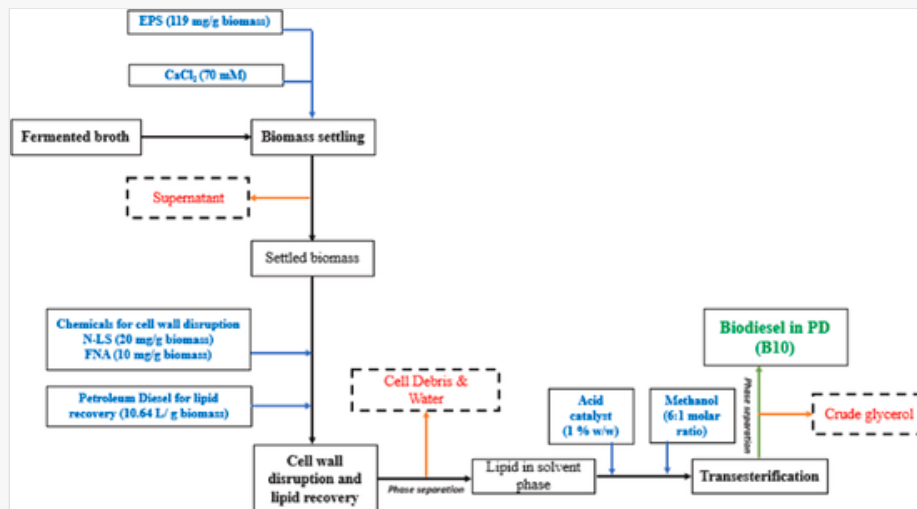 EPS (119 mg/g biomass)
CaCl₂ (70 mM)
Fermented broth
Biomass settling
Supernatant
Settled biomass
Chemicals for cell wall disruption
N-LS (20 mg/g biomass)
FNA (10 mg/g biomass)
Petroleum Diesel for lipid
recovery (10.64 L/ g biomass)
Cell wall
disruption and
lipid recovery
Phase separation
Cell Debris &
Water
Lipid in solvent
phase
Acid
catalyst
(1 % w/w)
Methanol
(6:1 molar
ratio)
Transesterification
Phase separation
Biodiesel in PD
(B10)
Crude glycerol